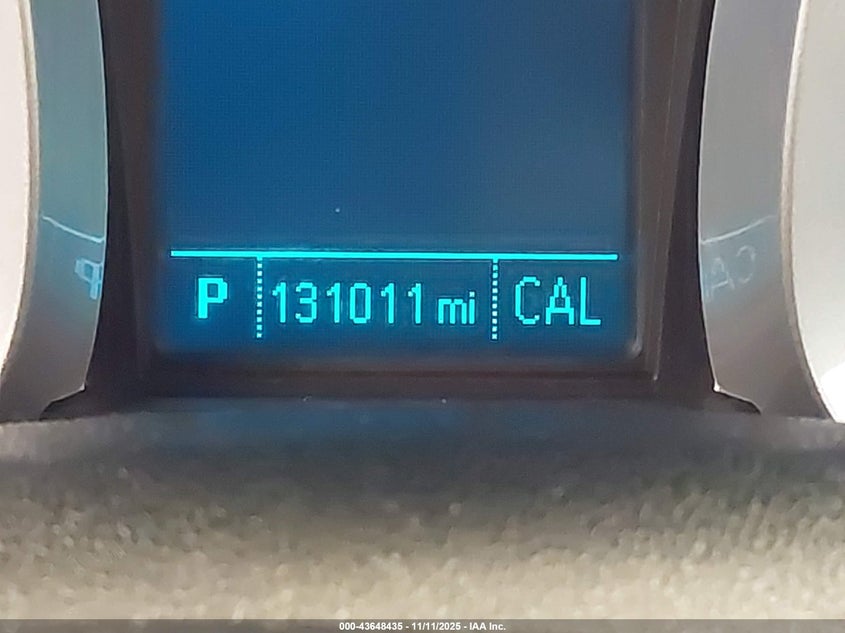 P 131011 mi CAL
000-43648435 - 11/11/2025 - IAA Inc.